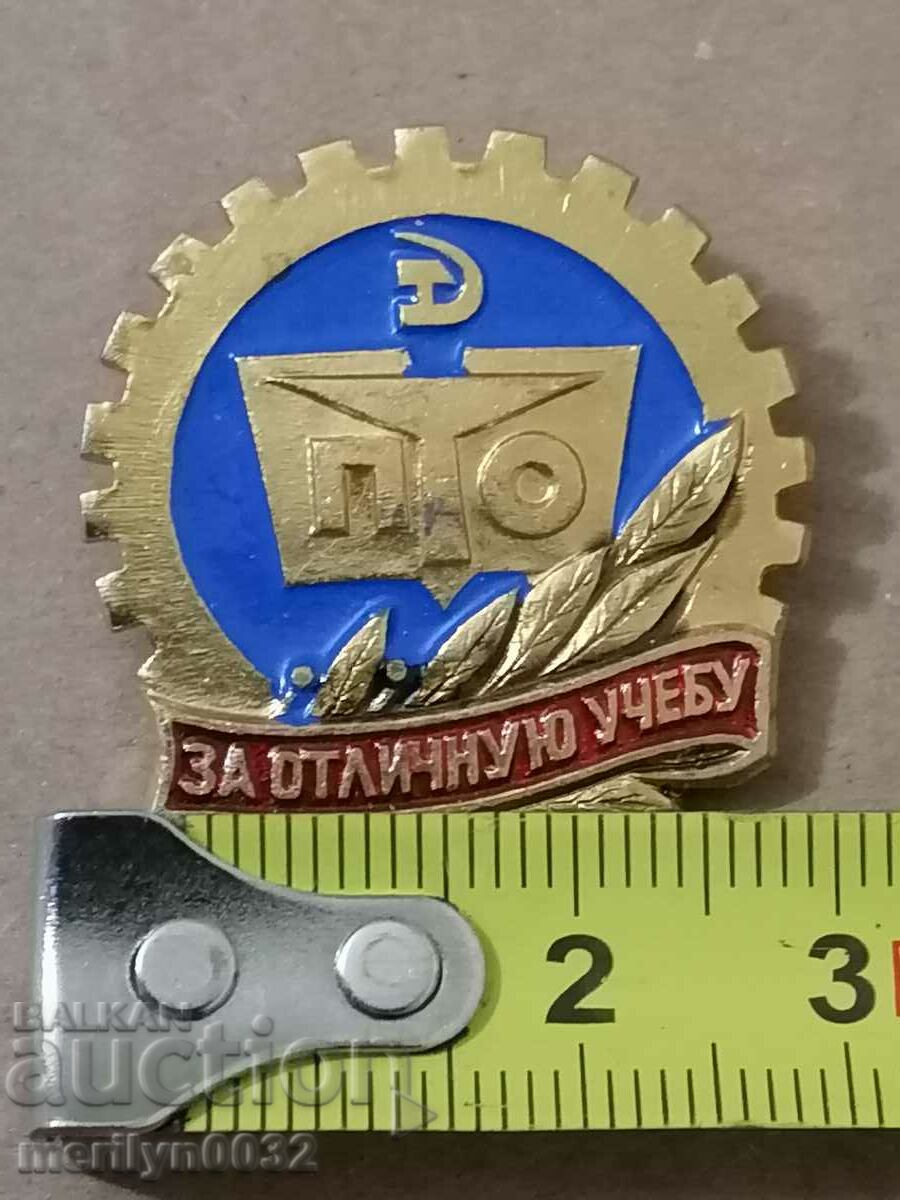 ПТО
ЗА ОТЛИЧНУЮ УЧЕБУ
2 3
BALKAN
auction
merilyn0032